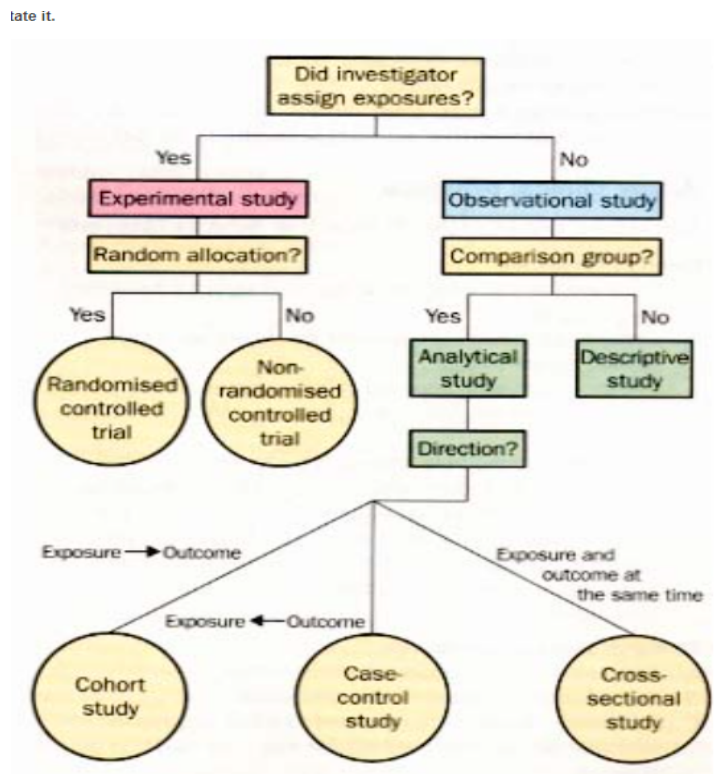 tate it.
Did investigator
assign exposures?
Yes
No
Experimental study
Observational study
Random allocation?
Comparison group?
Yes
No
Yes
No
Randomised
controlled
trial
Non-
randomised
controlled
trial
Analytical
study
Descriptive
study
Direction?
Exposure → Outcome
Exposure and
outcome at
the same time
Exposure ← Outcome
Cohort
study
Case-
control
study
Cross-
sectional
study